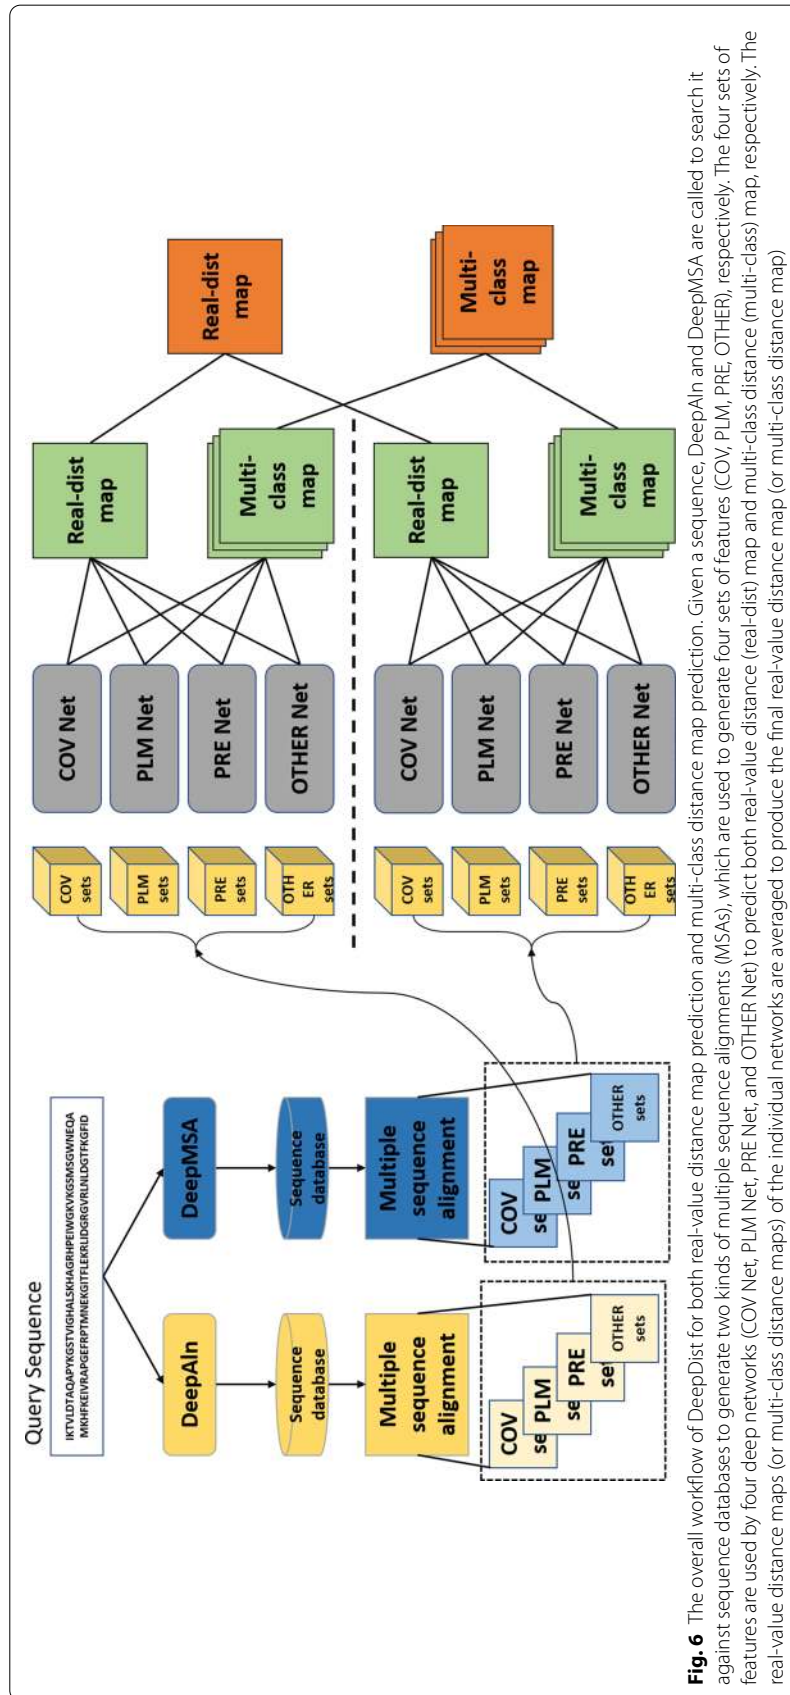 Query Sequence
IKTVLDTAQAPYKGSTVIGHALSKHAGRHPEIWGKVKGSMSGWNEQA
MKHFKEIVRAPGEFRPTMNEKGITFLEKRLIDGRGVRLNLDGTFKGFID
DeepAln
DeepMSA
Sequence
database
Sequence
database
Multiple
sequence
alignment
Multiple
sequence
alignment
COV
se
PLM
se
PRE
set
OTHER
sets
COV
se
PLM
se
PRE
set
OTHER
sets
COV
sets
PLM
sets
PRE
sets
OTH
ER
sets
COV
sets
PLM
sets
PRE
sets
OTH
ER
sets
COV Net
PLM Net
PRE Net
OTHER Net
COV Net
PLM Net
PRE Net
OTHER Net
Real-dist
map
Multi-
class
map
Real-dist
map
Multi-
class
map
Real-dist
map
Multi-
class
map
Fig. 6 The overall workflow of DeepDist for both real-value distance map prediction and multi-class distance map prediction. Given a sequence, DeepAln and DeepMSA are called to search it
against sequence databases to generate two kinds of multiple sequence alignments (MSAs), which are used to generate four sets of features (COV, PLM, PRE, OTHER), respectively. The four sets of
features are used by four deep networks (COV Net, PLM Net, PRE Net, and OTHER Net) to predict both real-value distance (real-dist) map and multi-class distance (multi-class) map, respectively. The
real-value distance maps (or multi-class distance maps) of the individual networks are averaged to produce the final real-value distance map (or multi-class distance map)